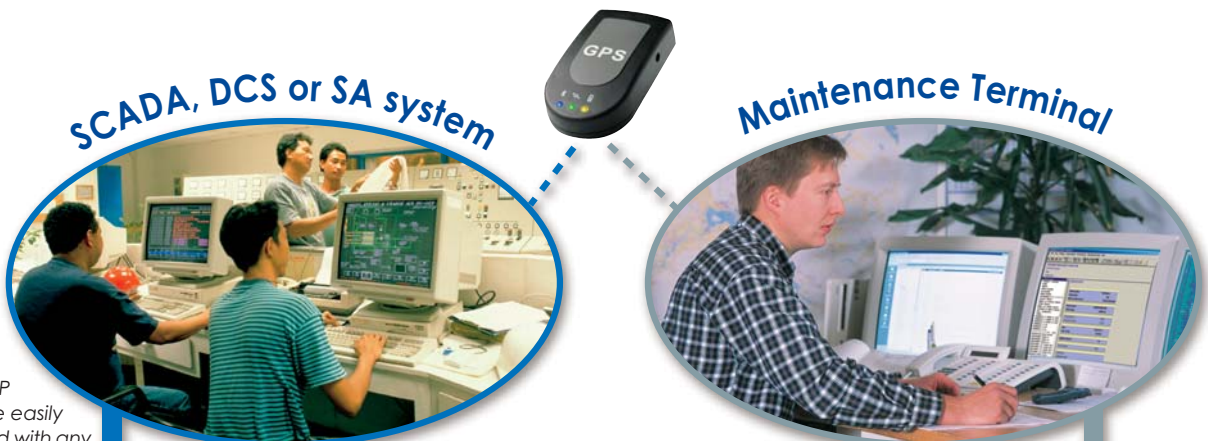 GPS
SCADA, DCS or SA system
Maintenance Terminal
P
e easily
d with any